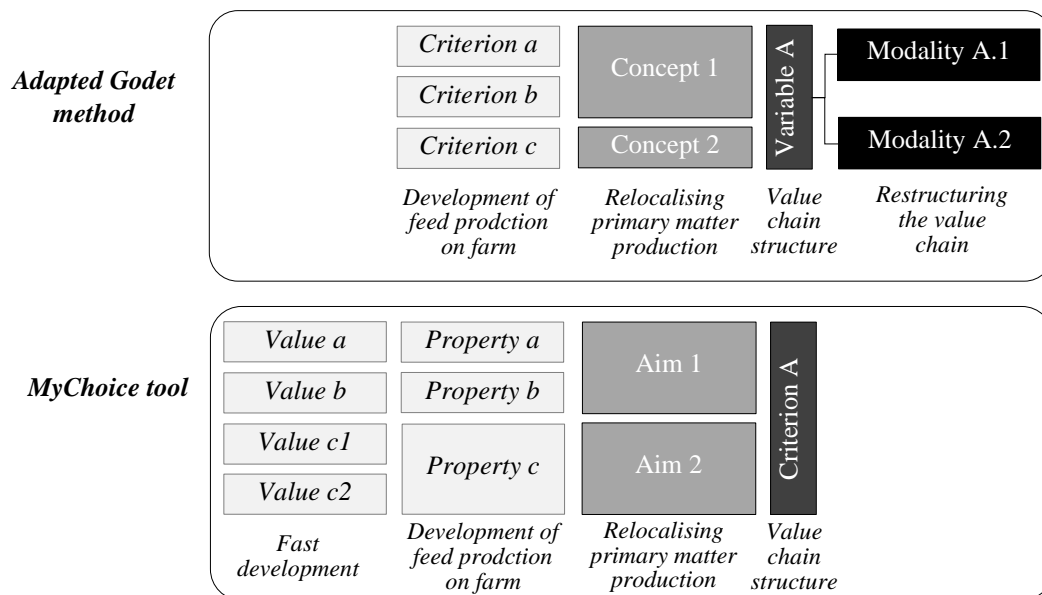 Adapted Godet
method
Criterion a
Criterion b
Criterion c
Concept 1
Concept 2
Variable A
Modality A.1
Modality A.2
Development of
feed prodction
on farm
Relocalising
primary matter
production
Value
chain
structure
Restructuring
the value
chain
MyChoice tool
Value a
Value b
Value c1
Value c2
Property a
Property b
Property c
Aim 1
Aim 2
Criterion A
Fast
development
Development of
feed prodction
on farm
Relocalising
primary matter
production
Value
chain
structure